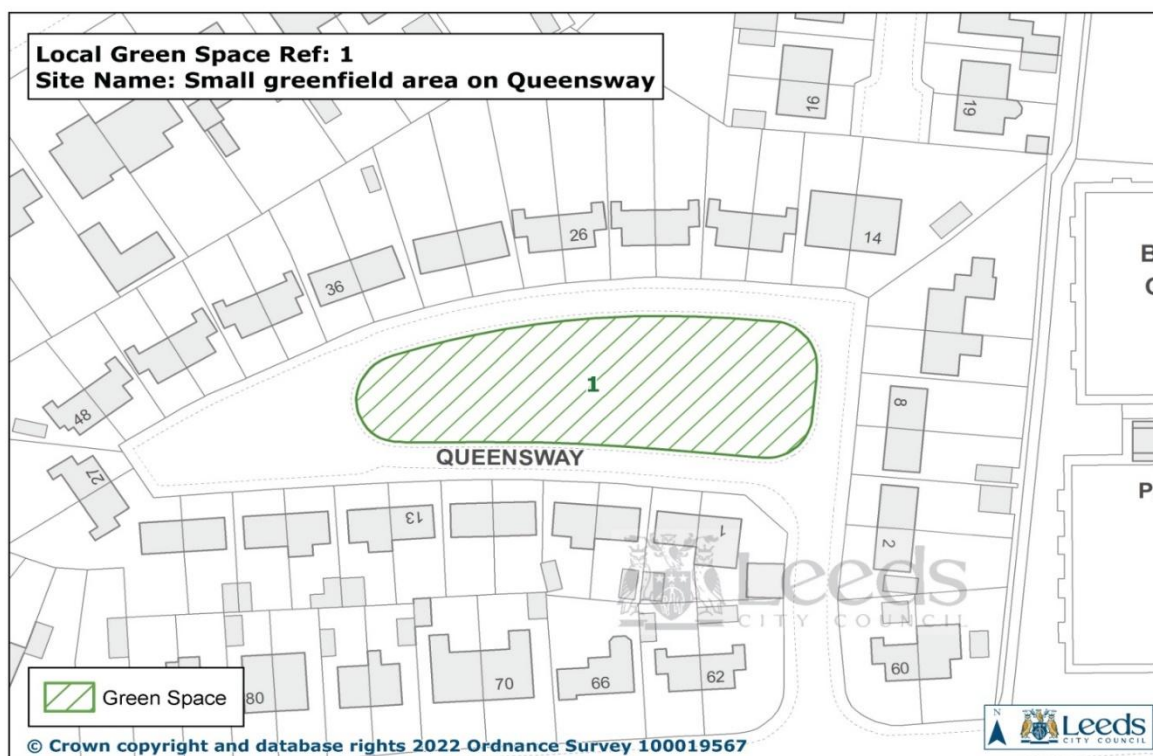 Local Green Space Ref: 1
Site Name: Small greenfield area on Queensway
16
19
26
14
36
B
C
1
8
48
QUEENSWAY
27
13
1
P
2
Leeds
CITY COUNCIL
80
70
66
62
60
Green Space
N
Leeds
CITY COUNCIL
© Crown copyright and database rights 2022 Ordnance Survey 100019567